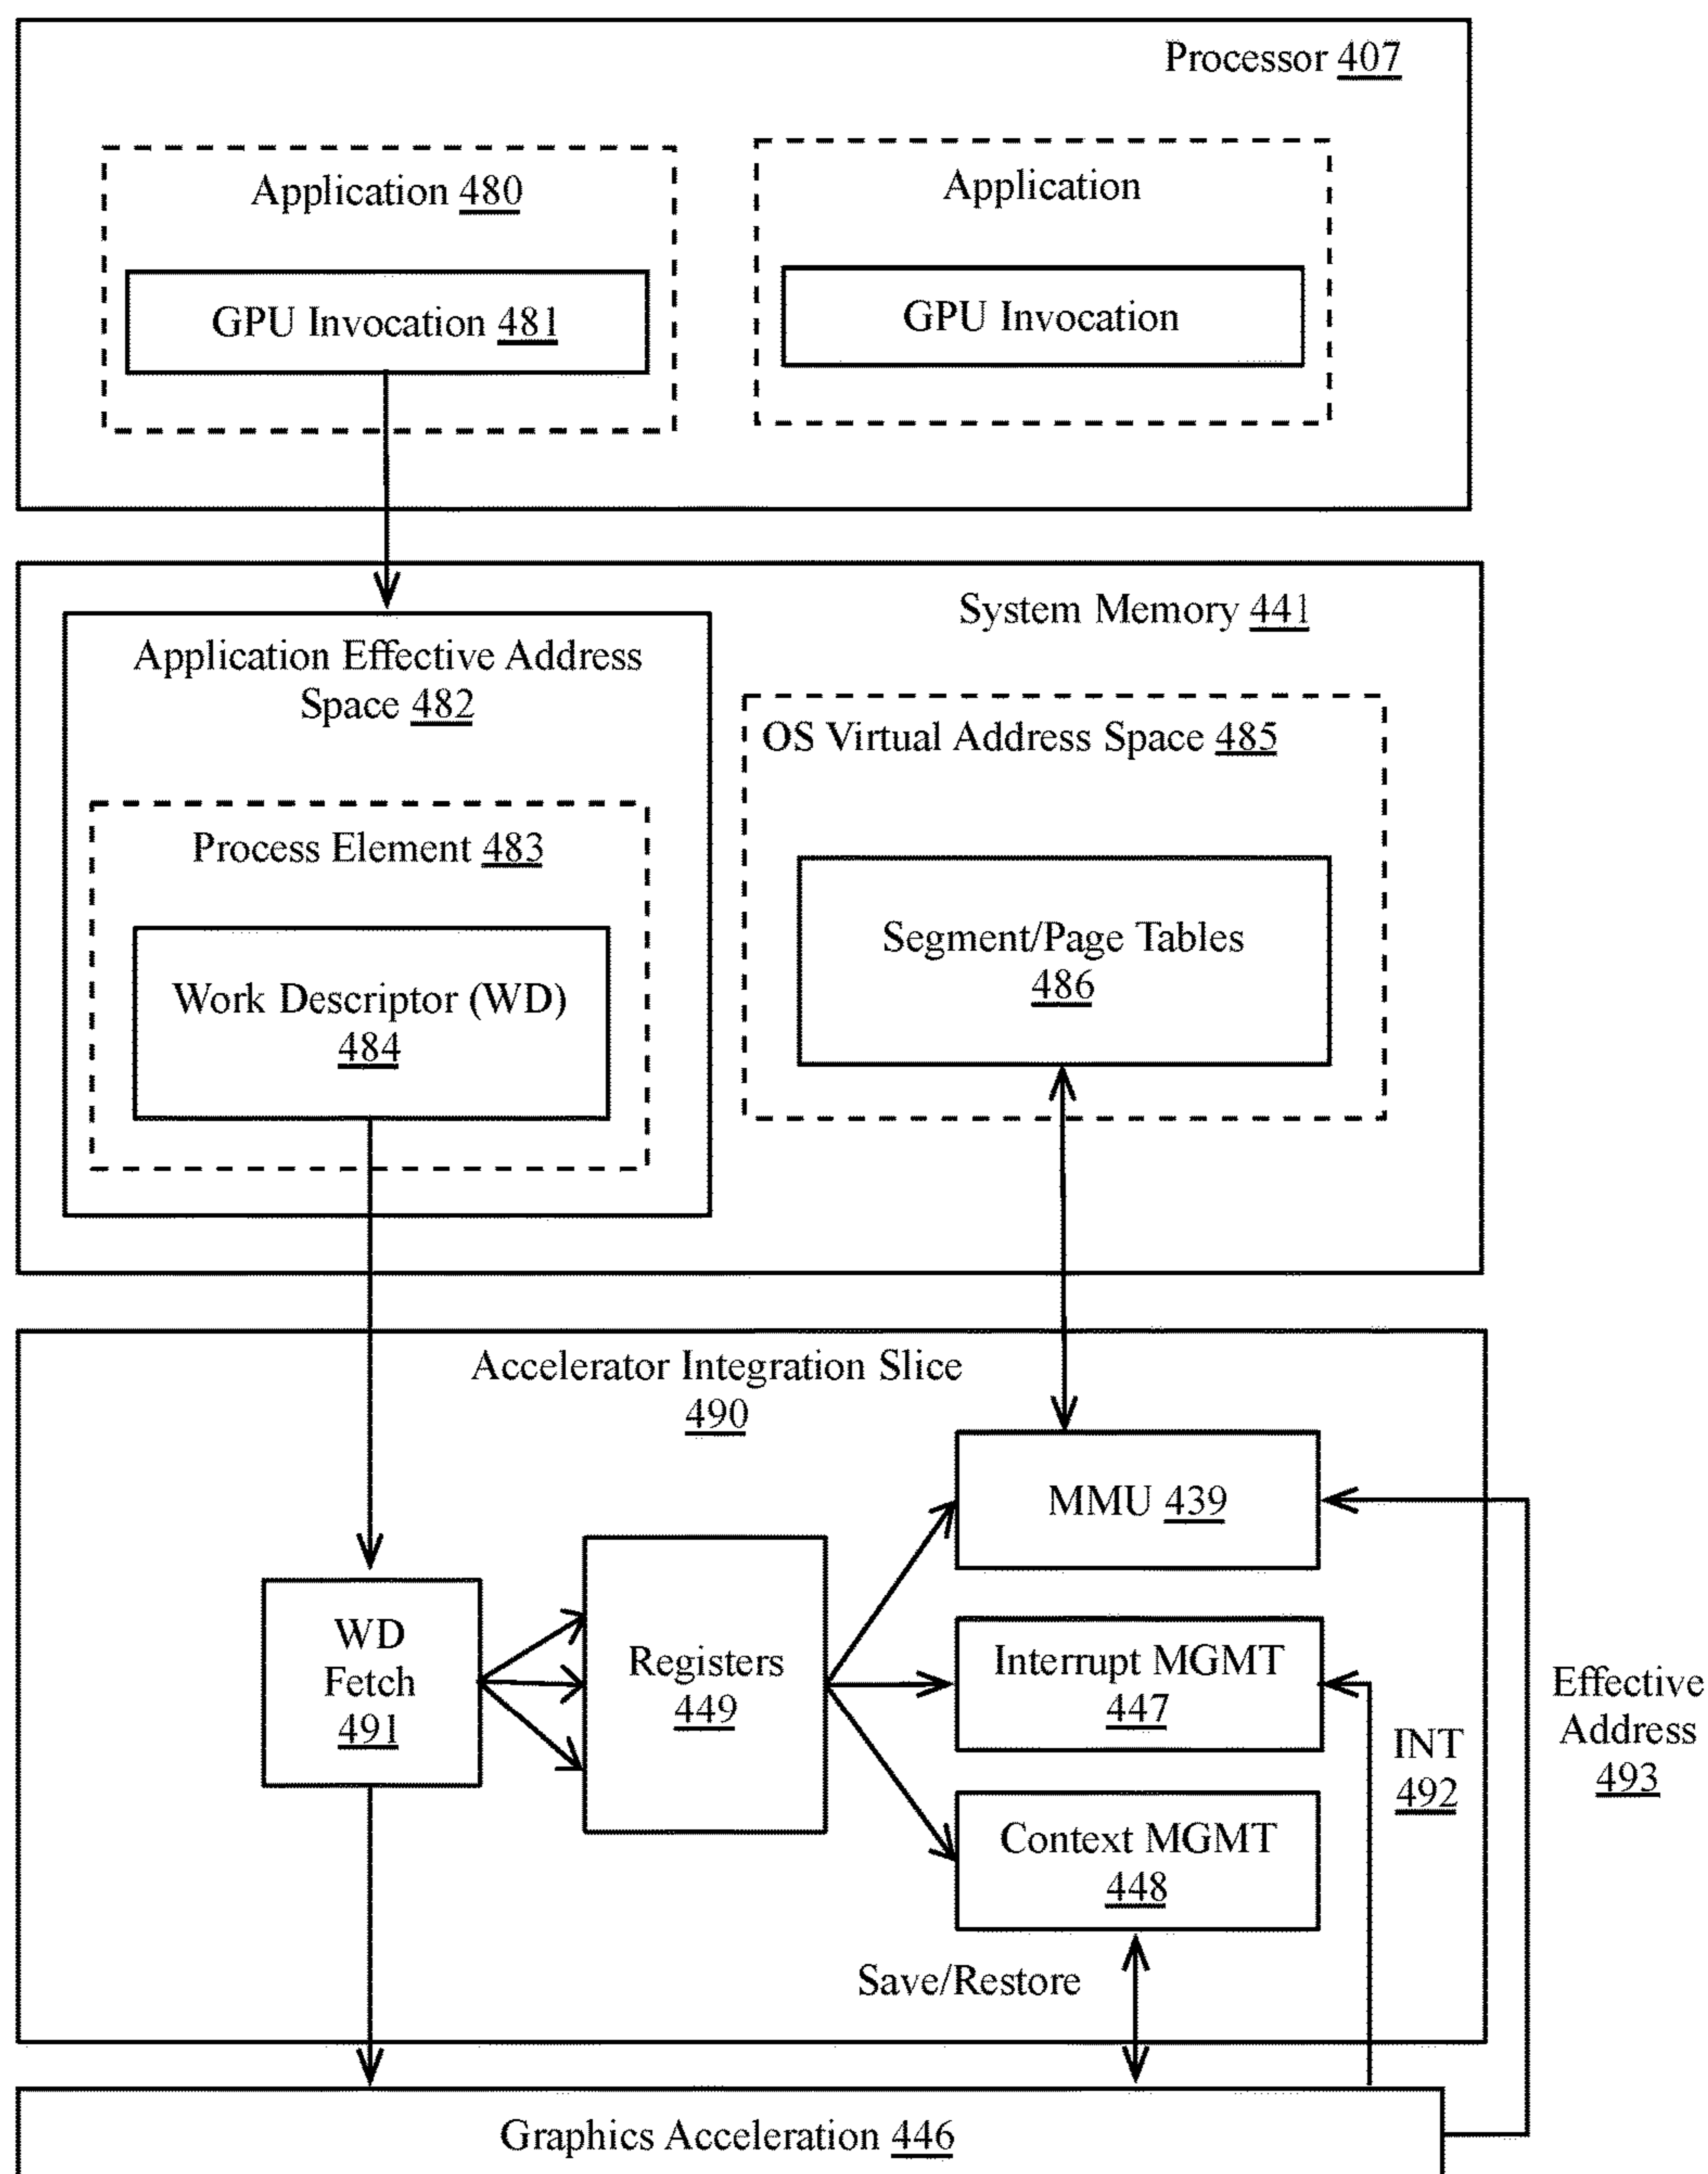 Processor 407
Application 480
Application
GPU Invocation 481
GPU Invocation
System Memory 441
Application Effective Address
Space 482
OS Virtual Address Space 485
Process Element 483
Segment/Page Tables
486
Work Descriptor (WD)
484
Accelerator Integration Slice
490
MMU 439
WD
Fetch
491
Registers
449
Interrupt MGMT
447
Effective
Address
493
INT
492
Context MGMT
448
Save/Restore
Graphics Acceleration 446